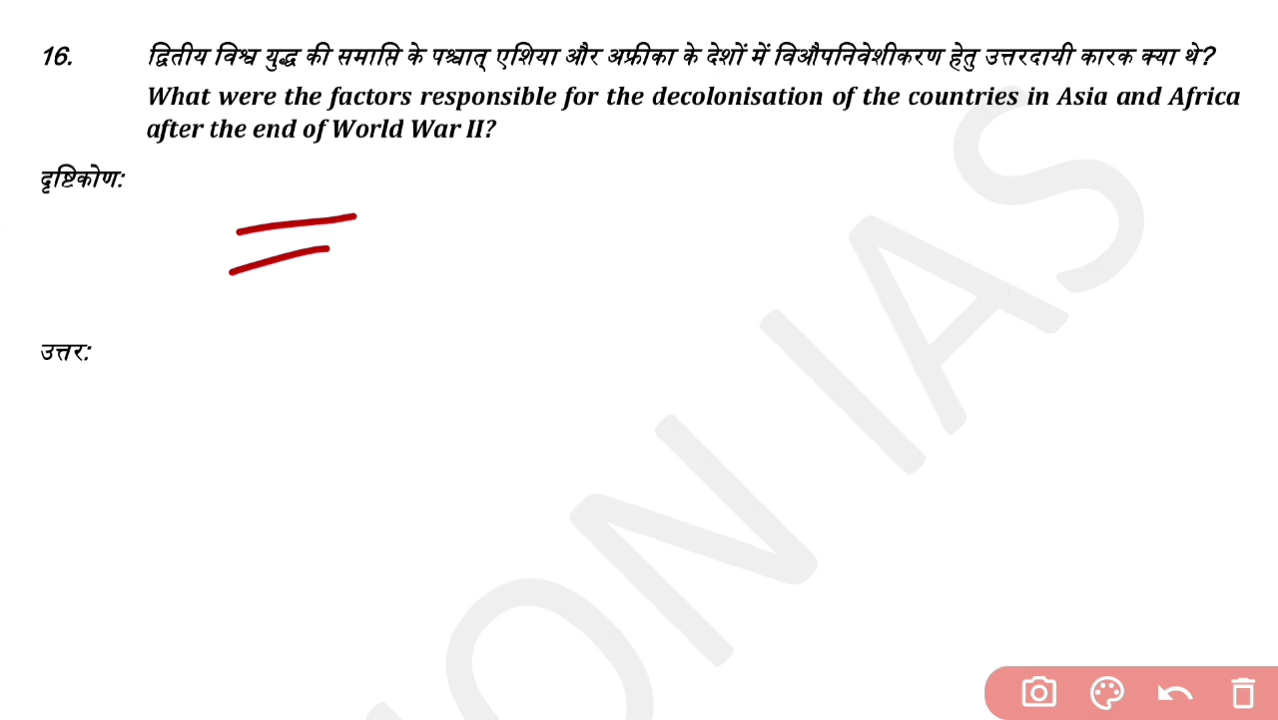 16. द्वितीय विश्व युद्ध की समाप्ति के पश्चात् एशिया और अफ्रीका के देशों में विऔपनिवेशीकरण हेतु उत्तरदायी कारक क्या थे?
What were the factors responsible for the decolonisation of the countries in Asia and Africa
after the end of World War II?
दृष्टिकोण:
उत्तर:
ION IAS